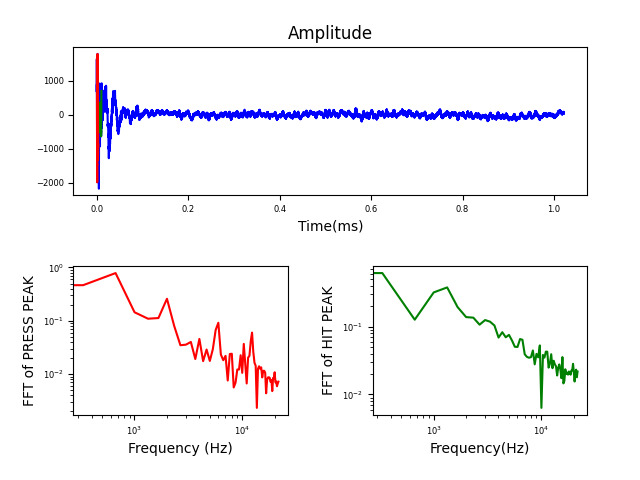 Amplitude
1000
0
−1000
−2000
0.0 0.2 0.4 0.6 0.8 1.0
Time(ms)
FFT of PRESS PEAK
10⁰
10⁻¹
10⁻²
10³ 10⁴
Frequency (Hz)
FFT of HIT PEAK
10⁻¹
10⁻²
10³ 10⁴
Frequency(Hz)